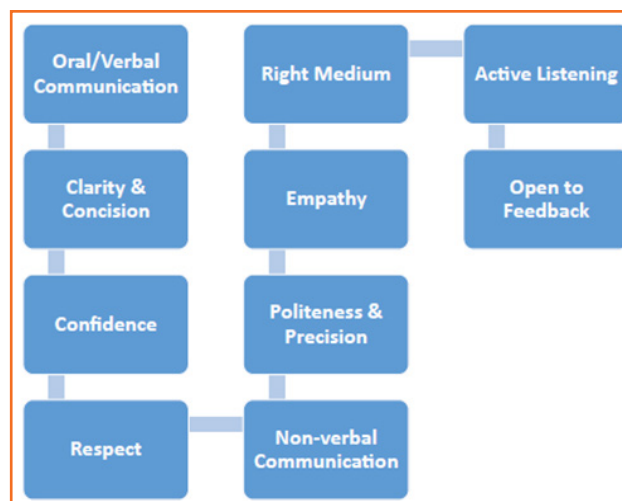 Oral/Verbal
Communication
Clarity &
Concision
Confidence
Respect
Non-verbal
Communication
Politeness &
Precision
Empathy
Right Medium
Active Listening
Open to
Feedback